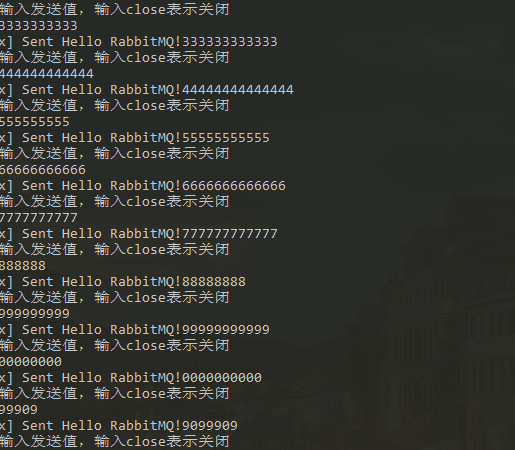 输入发送值，输入close表示关闭
3333333333
x] Sent Hello RabbitMQ!333333333333
输入发送值，输入close表示关闭
444444444444
x] Sent Hello RabbitMQ!44444444444444
输入发送值，输入close表示关闭
555555555
x] Sent Hello RabbitMQ!55555555555
输入发送值，输入close表示关闭
66666666666
x] Sent Hello RabbitMQ!6666666666666
输入发送值，输入close表示关闭
7777777777
x] Sent Hello RabbitMQ!777777777777
输入发送值，输入close表示关闭
888888
x] Sent Hello RabbitMQ!88888888
输入发送值，输入close表示关闭
999999999
x] Sent Hello RabbitMQ!99999999999
输入发送值，输入close表示关闭
00000000
x] Sent Hello RabbitMQ!0000000000
输入发送值，输入close表示关闭
99909
x] Sent Hello RabbitMQ!9099909
输入发送值，输入close表示关闭